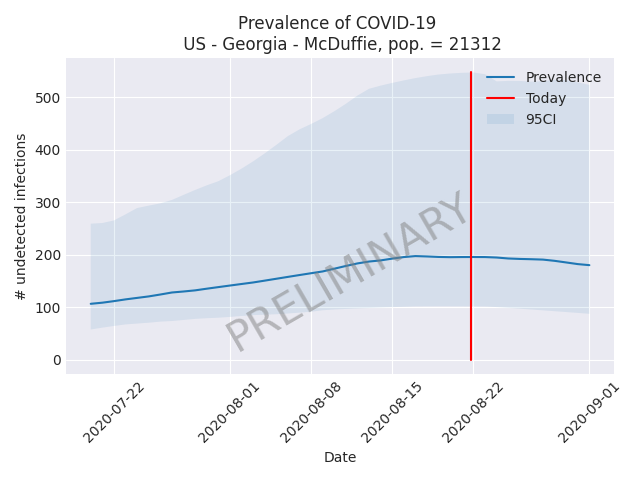 Prevalence of COVID-19
US - Georgia - McDuffie, pop. = 21312
# undetected infections
500
400
300
200
100
0
Prevalence
Today
95CI
PRELIMINARY
2020-07-22
2020-08-01
2020-08-08
2020-08-15
2020-08-22
2020-09-01
Date